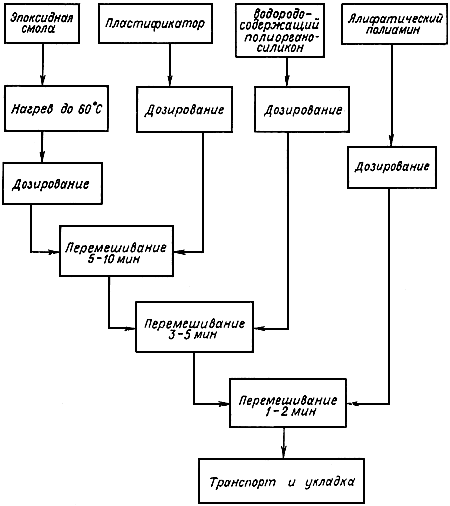 Эпоксидная
смола
Пластификатор
Водородо-
содержащий
полиоргано-
силикон
Ялифатический
полиамин
Нагрев до 60°С
Дозирование
Дозирование
Дозирование
Дозирование
Перемешивание
5-10 мин
Перемешивание
3-5 мин
Перемешивание
1-2 мин
Транспорт и укладка